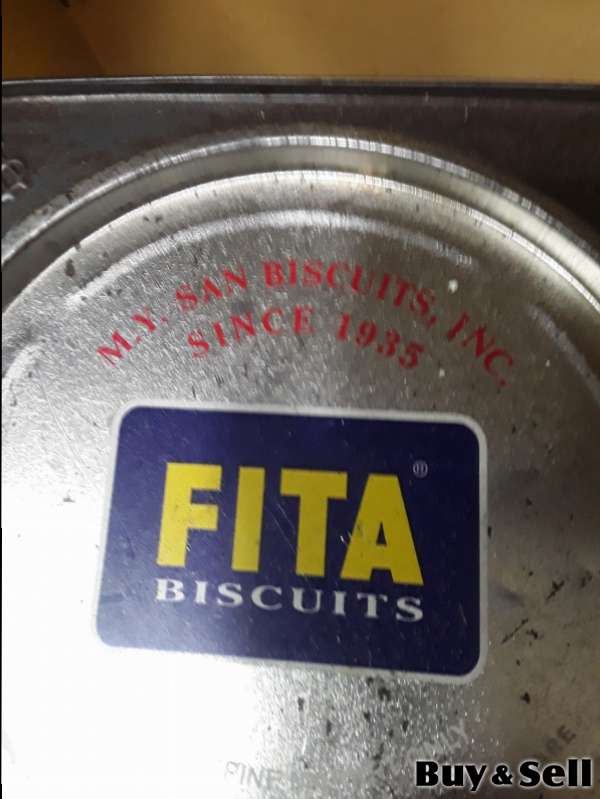 M.Y. SAN BISCUITS, INC.
SINCE 1935
FITA®
BISCUITS
Buy & Sell